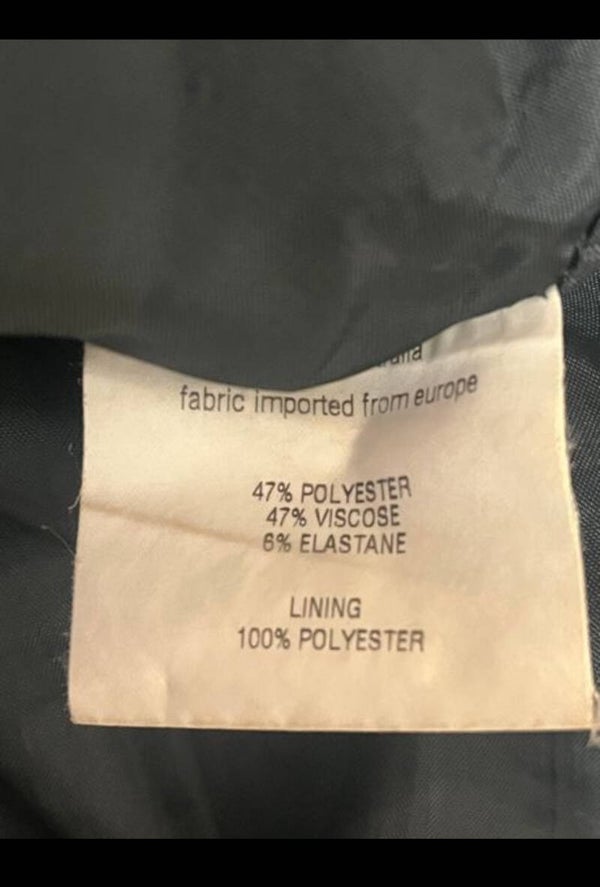 fabric imported from europe
47% POLYESTER
47% VISCOSE
6% ELASTANE
LINING
100% POLYESTER